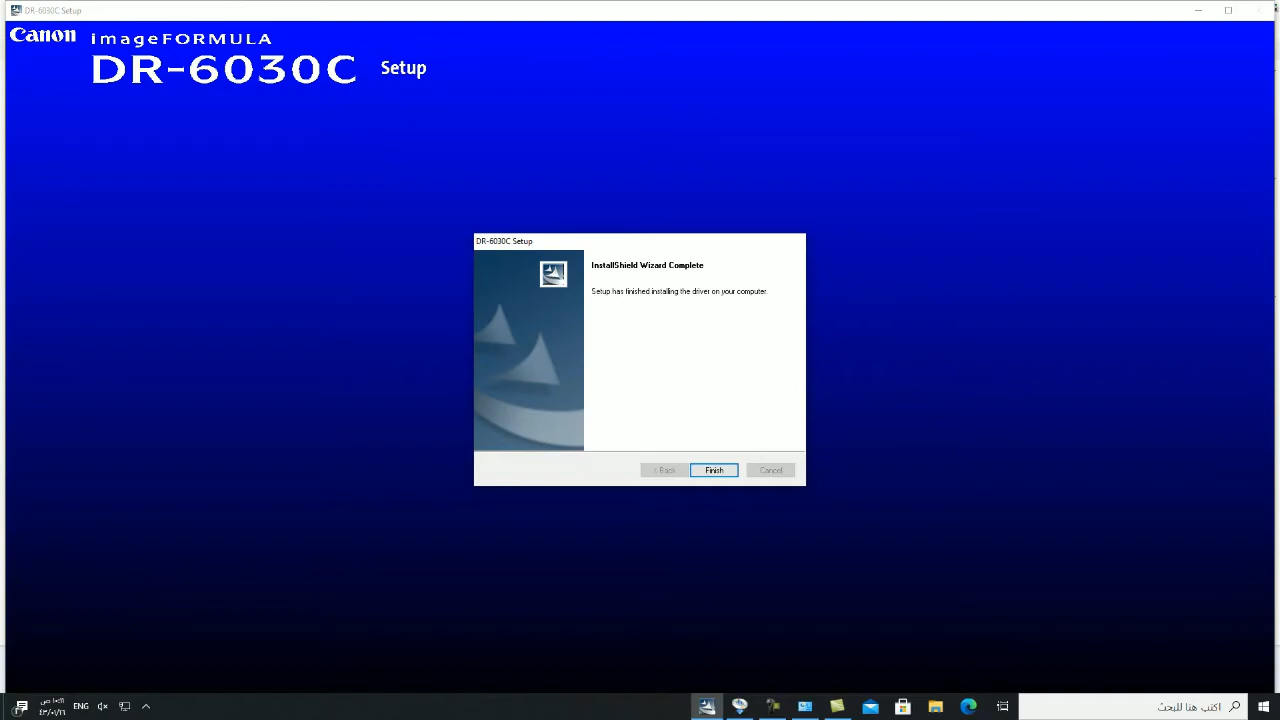 DR-6030C Setup
Canon imageFORMULA
DR-6030C Setup
DR-6030C Setup
InstallShield Wizard Complete
Setup has finished installing the driver on your computer.
< Back Finish Cancel
ENG
اكتب هنا للبحث